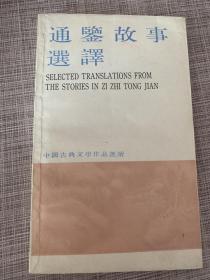 通鑒故事
選譯
SELECTED TRANSLATIONS FROM
THE STORIES IN ZI ZHI TONG JIAN
中國古典文學作品選析